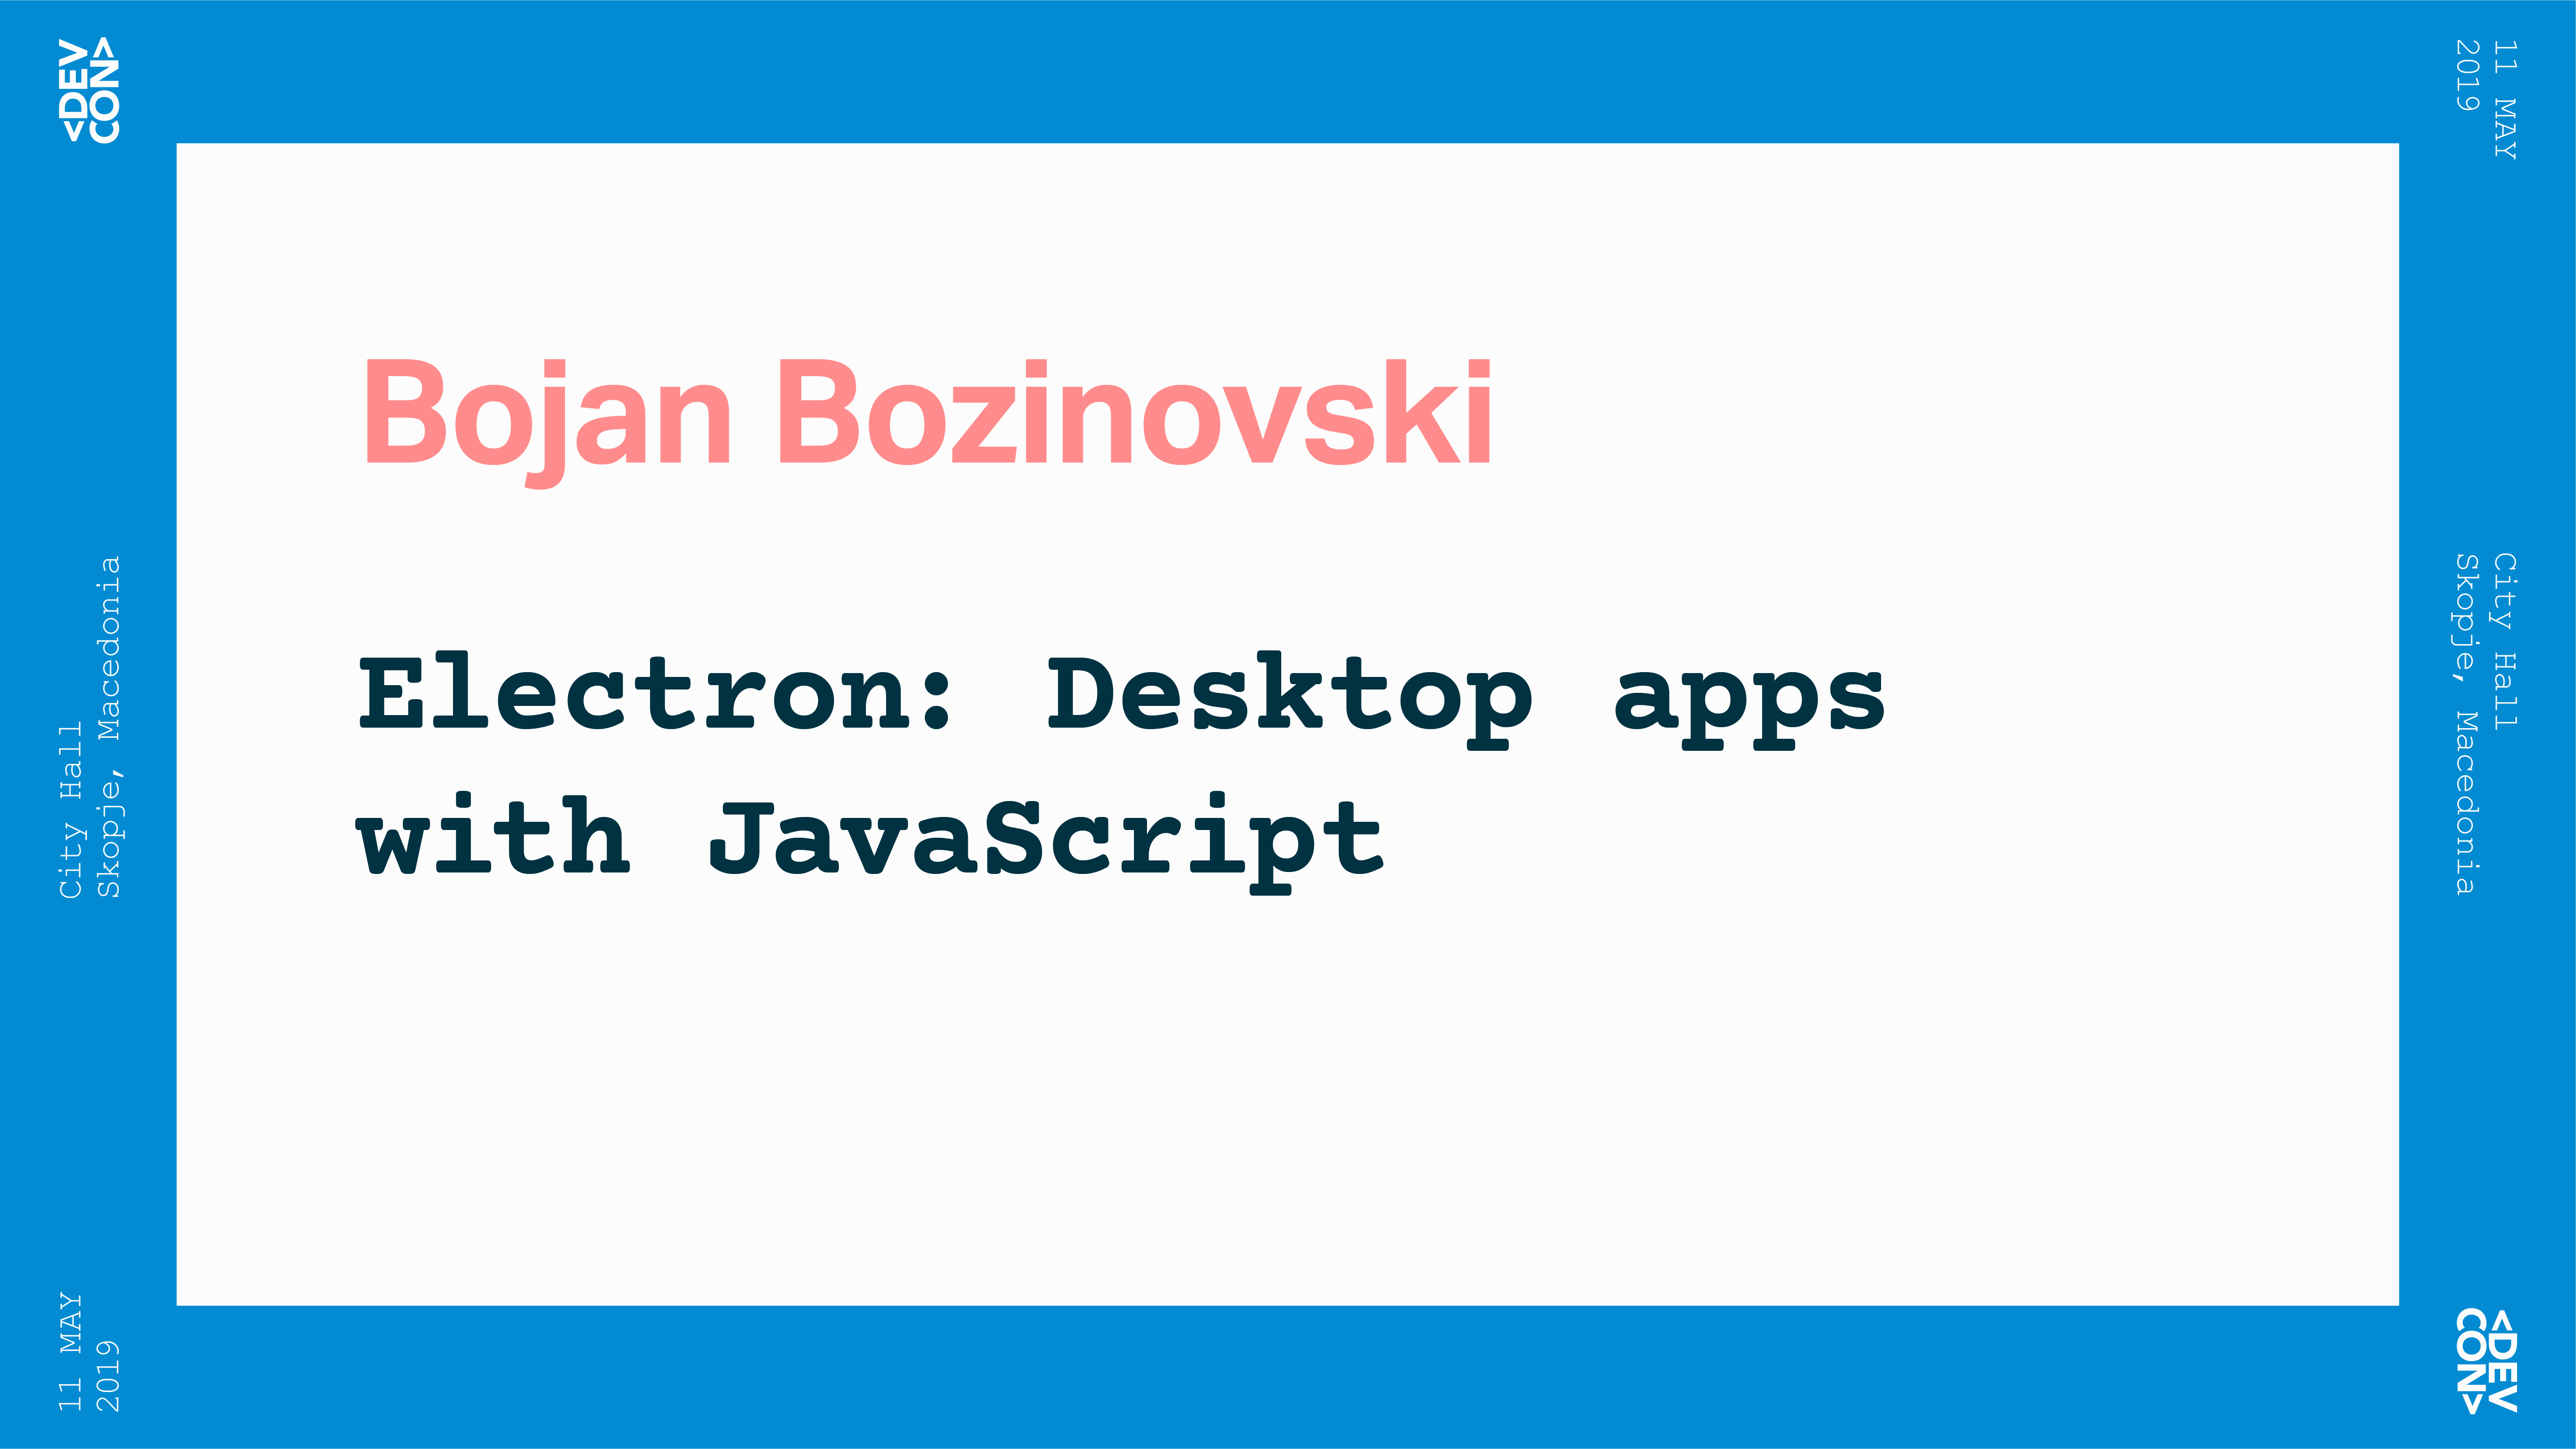 <DEV
CON>
11 MAY
2019
Bojan Bozinovski
Electron: Desktop apps
with JavaScript
City Hall
Skopje, Macedonia
City Hall
Skopje, Macedonia
11 MAY
2019
<DEV
CON>